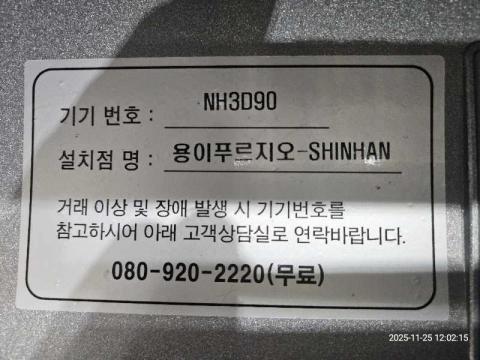 기기 번호 : NH3D90
설치점 명 : 용이푸르지오-SHINHAN
거래 이상 및 장애 발생 시 기기번호를
참고하시어 아래 고객상담실로 연락바랍니다.
080-920-2220(무료)
2025-11-25 12:02:15